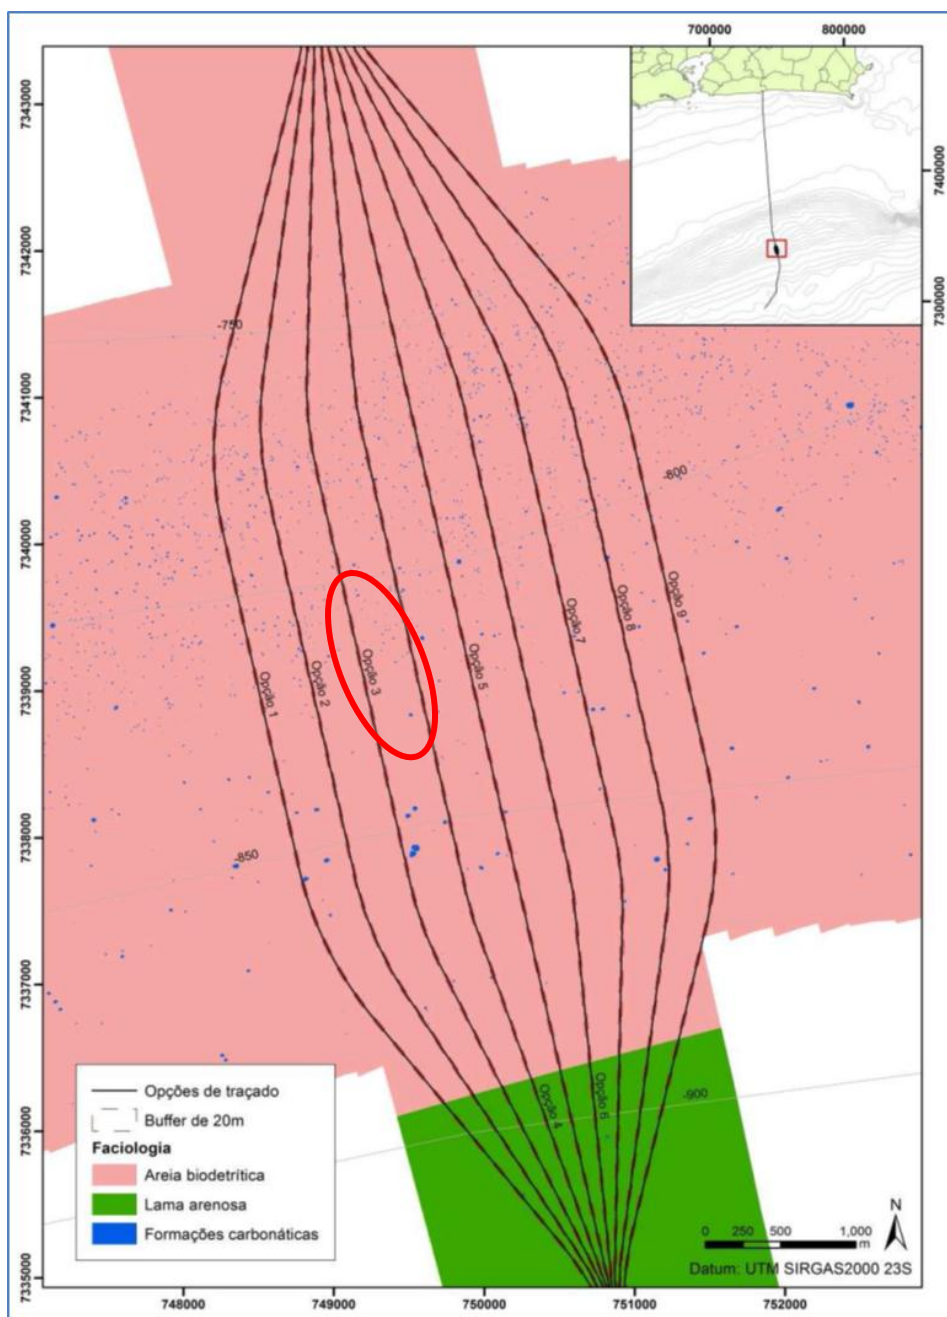 700000
800000
7400000
7300000
7343000
7342000
7341000
7340000
7339000
7338000
7337000
7336000
7335000
-750
-800
-850
-900
Opção 1
Opção 2
Opção 3
Opção 5
Opção 7
Opção 8
Opção 9
Opção 4
Opção 6
Opções de traçado
Buffer de 20m
Faciologia
Areia biodetrítica
Lama arenosa
Formações carbonáticas
N
0 250 500 1,000
m
Datum: UTM SIRGAS2000 23S
748000
749000
750000
751000
752000